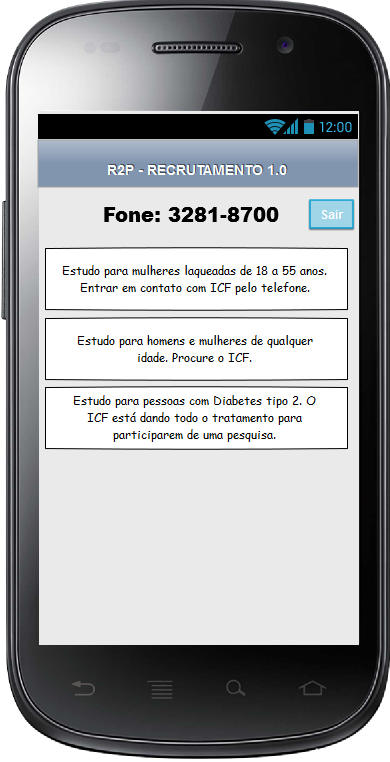 12:00
R2P - RECRUTAMENTO 1.0
Fone: 3281-8700
Sair
Estudo para mulheres laqueadas de 18 a 55 anos.
Entrar em contato com ICF pelo telefone.
Estudo para homens e mulheres de qualquer
idade. Procure o ICF.
Estudo para pessoas com Diabetes tipo 2. O
ICF está dando todo o tratamento para
participarem de uma pesquisa.